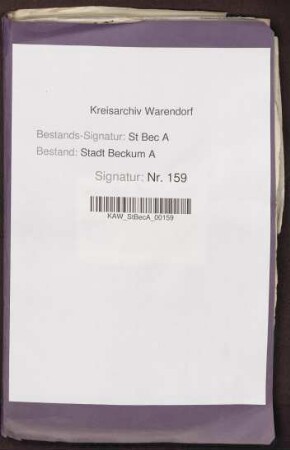 Kreisarchiv Warendorf
Bestands-Signatur: St Bec A
Bestand: Stadt Beckum A
Signatur: Nr. 159
KAW_StBecA_00159